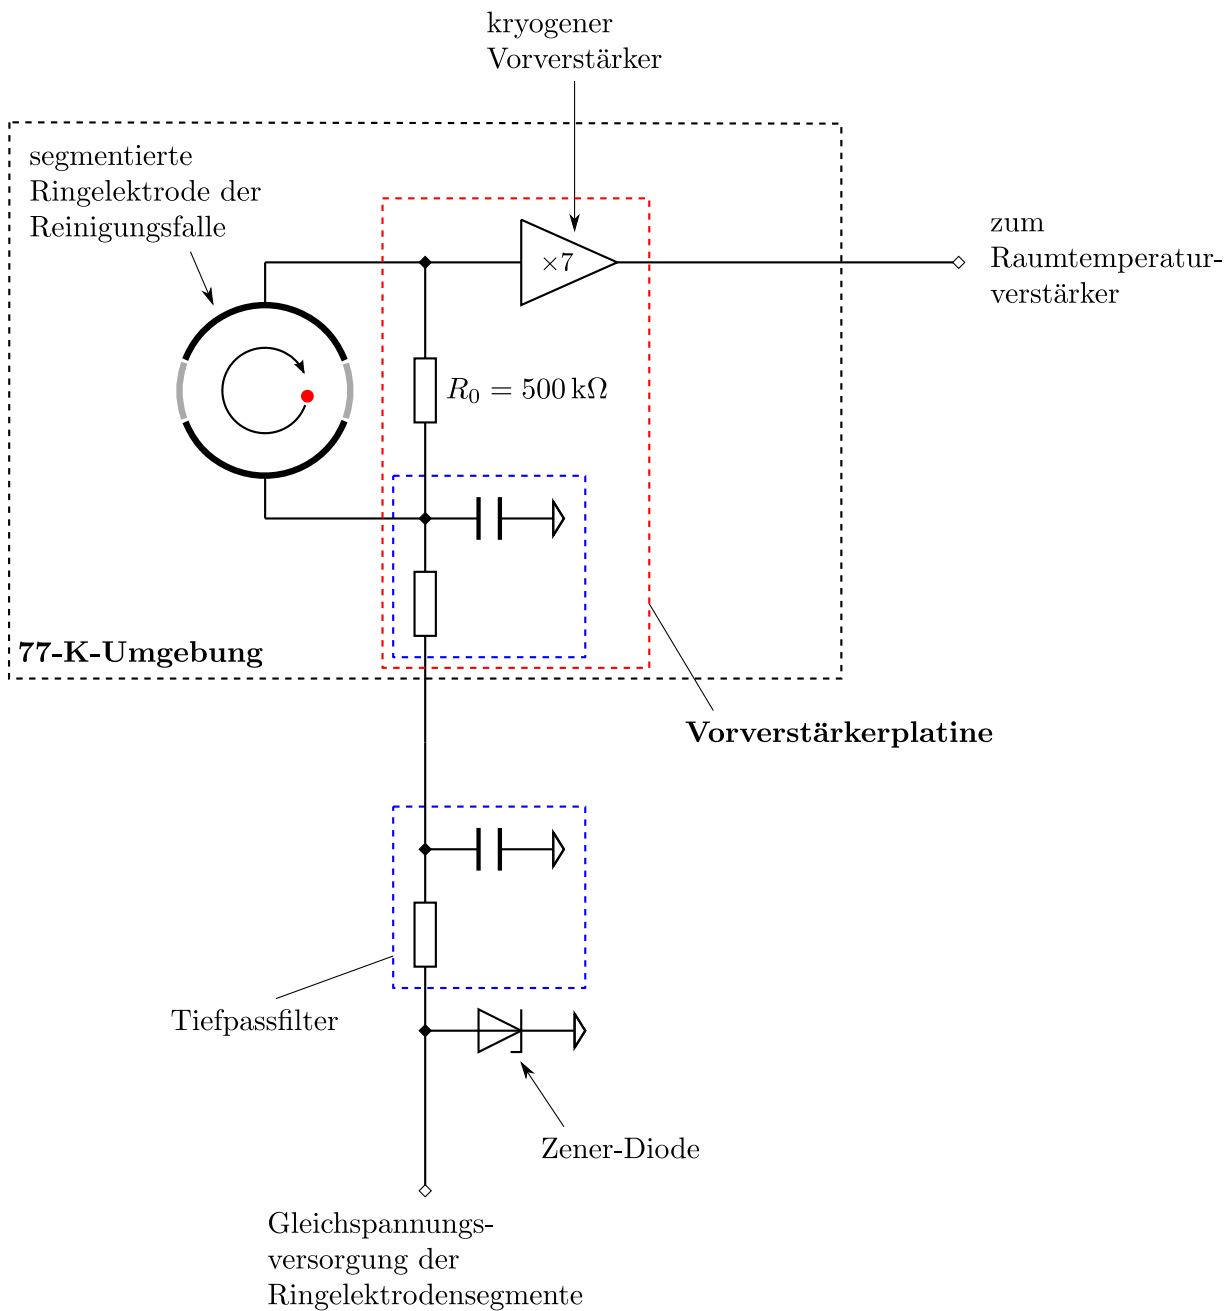 kryogener
Vorverstärker
segmentierte
Ringelektrode der
Reinigungsfalle
×7
zum
Raumtemperatur-
verstärker
R₀ = 500 kΩ
77-K-Umgebung
Vorverstärkerplatine
Tiefpassfilter
Zener-Diode
Gleichspannungs-
versorgung der
Ringelektrodensegmente